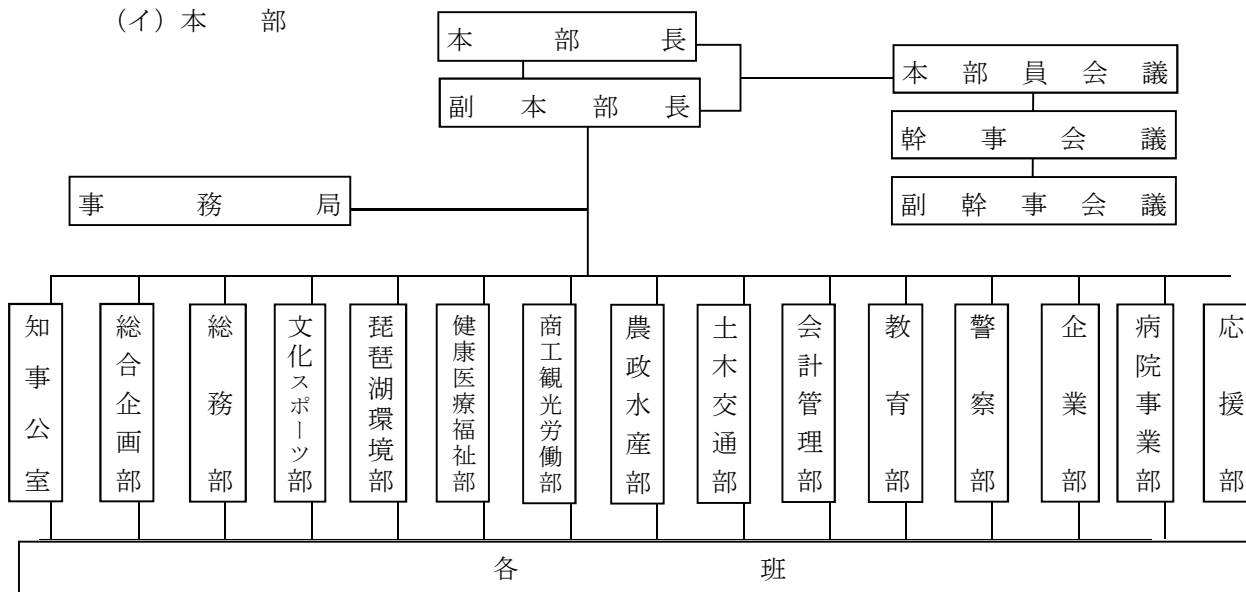 （イ）本　部
本部長
副本部長
本部員会議
幹事会議
副幹事会議
事務局
知事公室
総合企画部
総務部
文化スポーツ部
琵琶湖環境部
健康医療福祉部
商工観光労働部
農政水産部
土木交通部
会計管理部
教育部
警察部
企業部
病院事業部
応援部
各班